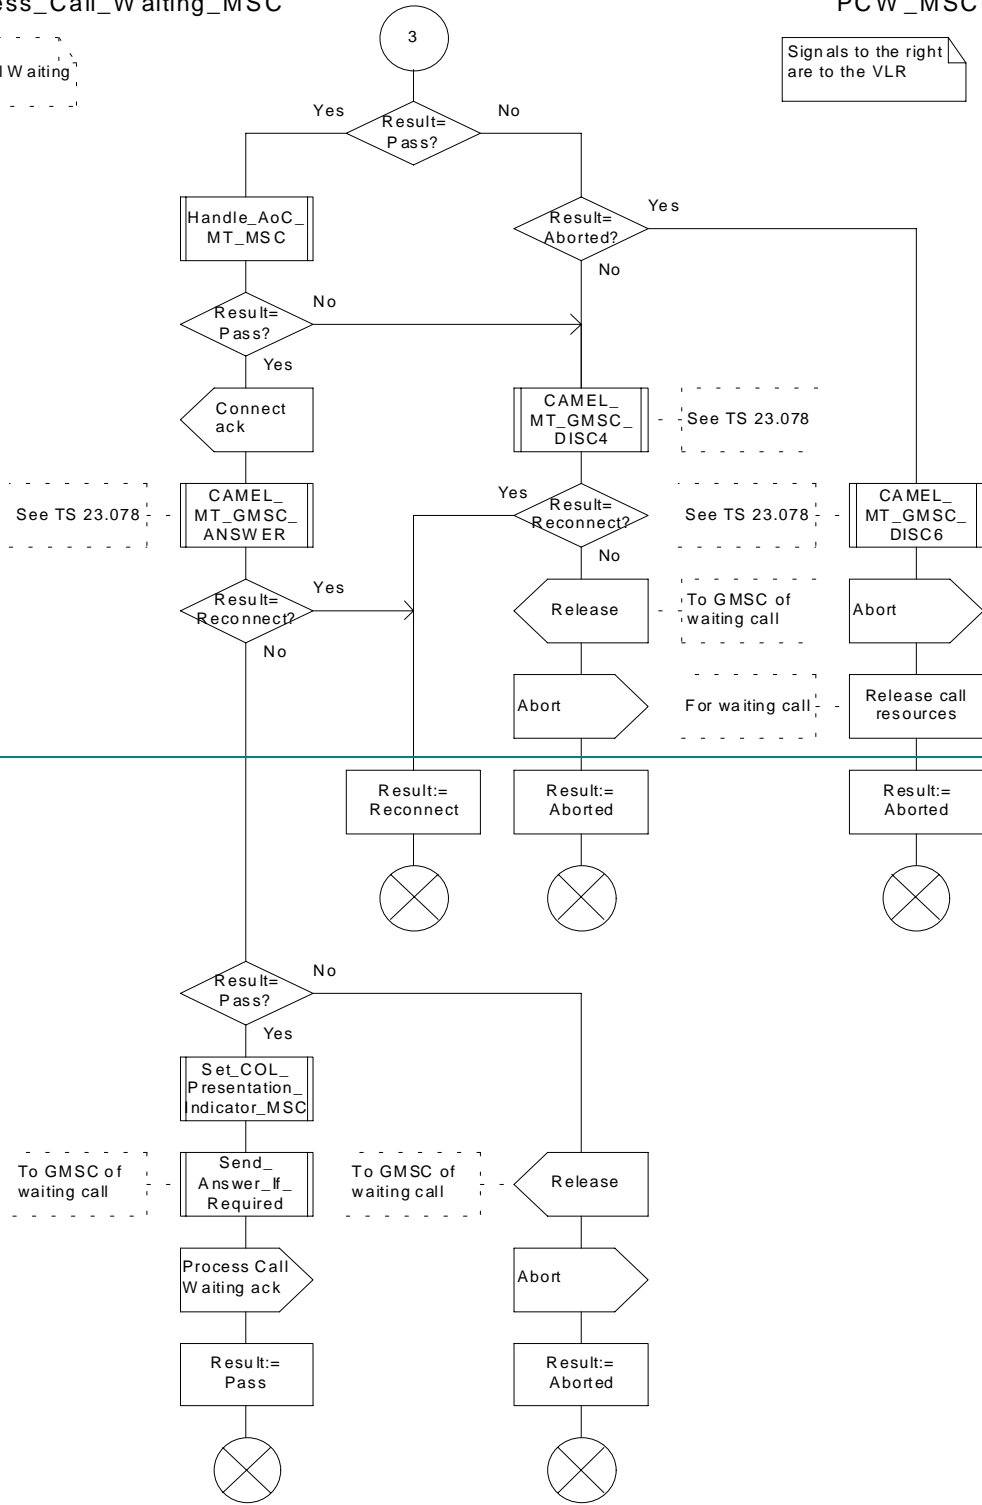 ess_Call_Waiting_MSC
PCW_MSC
3
l Waiting
Signals to the right
are to the VLR
Yes
No
Result=
Pass?
Handle_AoC_
MT_MSC
Result=
Aborted?
Yes
No
Result=
Pass?
No
Yes
Connect
ack
CAMEL_
MT_GMSC_
DISC4
See TS 23.078
See TS 23.078
CAMEL_
MT_GMSC_
ANSWER
Yes
Result=
Reconnect?
No
See TS 23.078
CAMEL_
MT_GMSC_
DISC6
Result=
Reconnect?
Yes
No
Release
To GMSC of
waiting call
Abort
Abort
For waiting call
Release call
resources
Result:=
Reconnect
Result:=
Aborted
Result:=
Aborted
Result=
Pass?
No
Yes
Set_COL_
Presentation_
Indicator_MSC
To GMSC of
waiting call
Send_
Answer_If_
Required
To GMSC of
waiting call
Release
Process Call
Waiting ack
Abort
Result:=
Pass
Result:=
Aborted